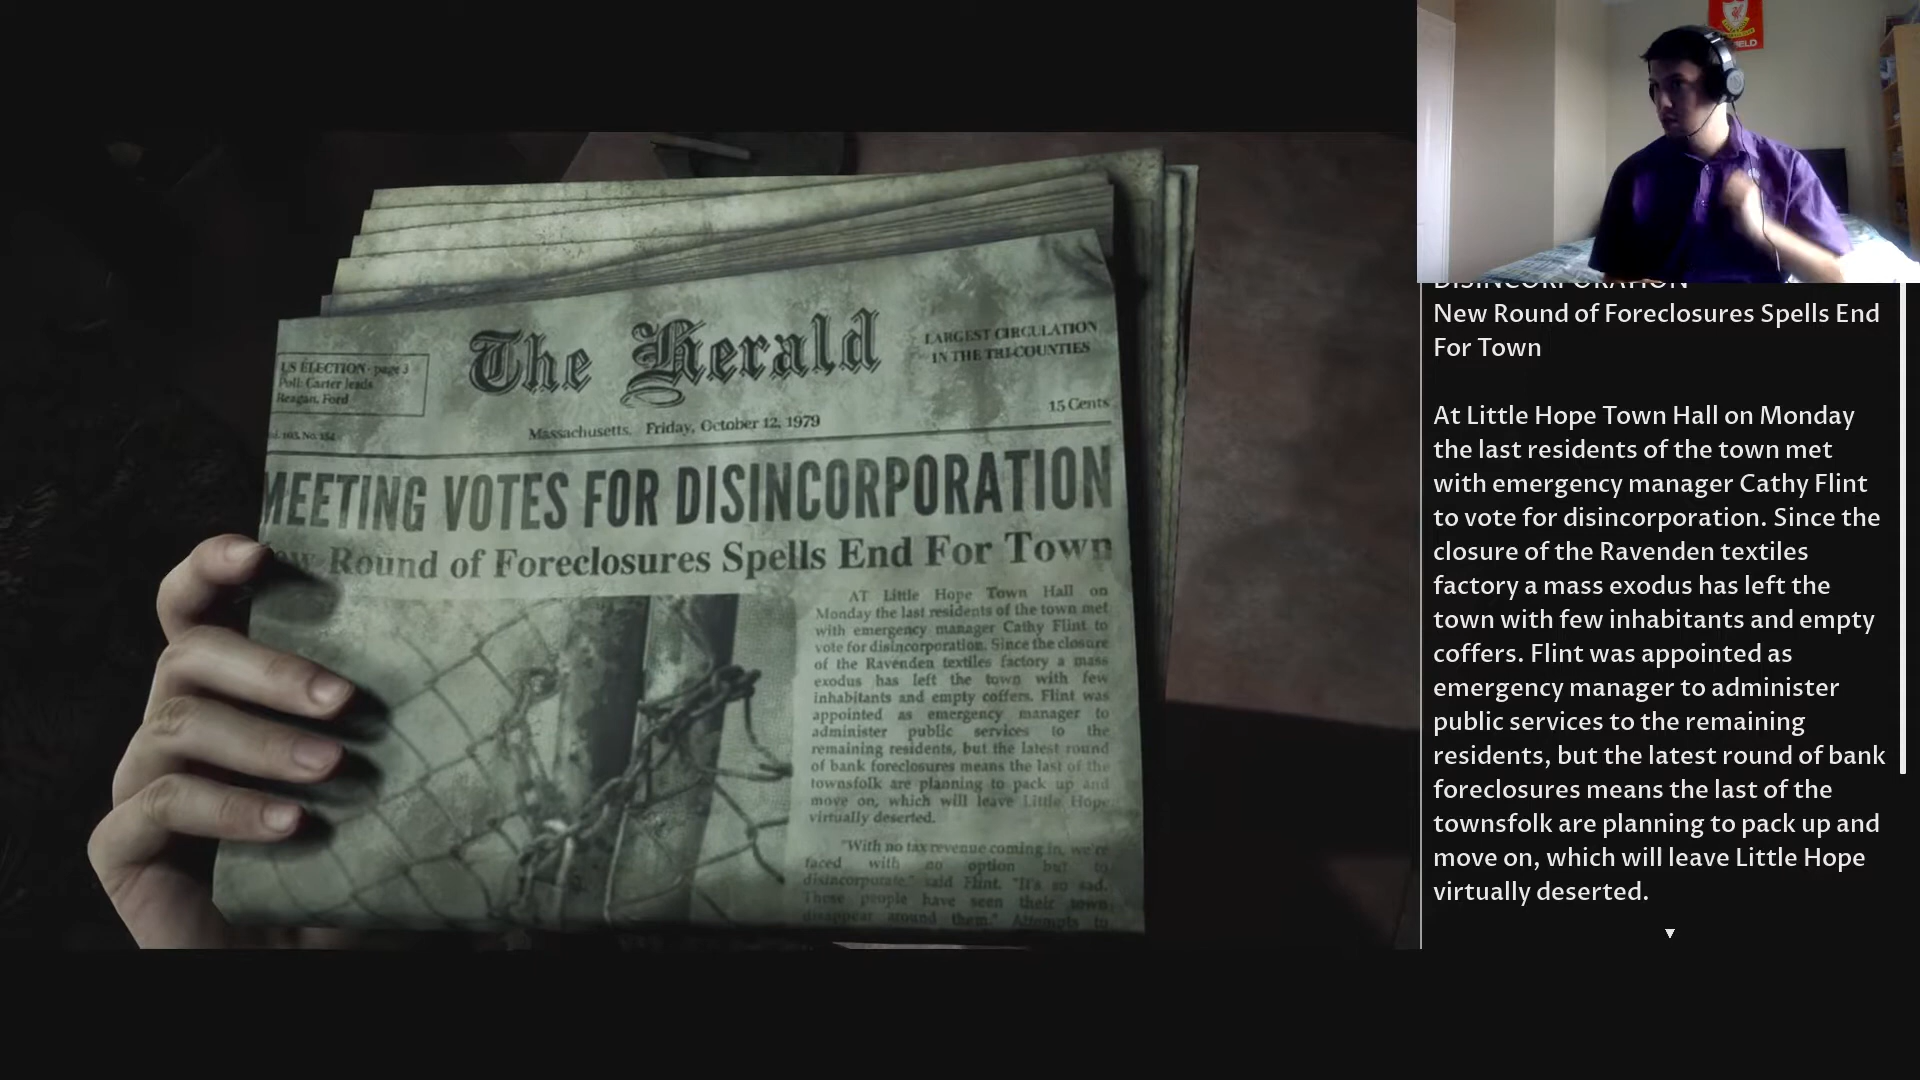 The Herald
LARGEST CIRCULATION
IN THE TRI-COUNTIES
US ELECTION - page 3
Poll: Carter leads
Reagan, Ford
15 Cents
Massachusetts, Friday, October 12, 1979
MEETING VOTES FOR DISINCORPORATION
Round of Foreclosures Spells End For Town
AT Little Hope Town Hall on
Monday the last residents of the town met
with emergency manager Cathy Flint to
vote for disincorporation. Since the closure
of the Ravenden textiles factory a mass
exodus has left the town with few
inhabitants and empty coffers. Flint was
appointed as emergency manager to
administer public services to the
remaining residents, but the latest round
of bank foreclosures means the last of the
townsfolk are planning to pack up and
move on, which will leave Little Hope
virtually deserted.
"With no tax revenue coming in, we're
faced with no option but to
disincorporate," said Flint. "It's so sad.
These people have seen their town
disappear around them." Attempts to
DISINCORPORATION
New Round of Foreclosures Spells End
For Town
At Little Hope Town Hall on Monday
the last residents of the town met
with emergency manager Cathy Flint
to vote for disincorporation. Since the
closure of the Ravenden textiles
factory a mass exodus has left the
town with few inhabitants and empty
coffers. Flint was appointed as
emergency manager to administer
public services to the remaining
residents, but the latest round of bank
foreclosures means the last of the
townsfolk are planning to pack up and
move on, which will leave Little Hope
virtually deserted.